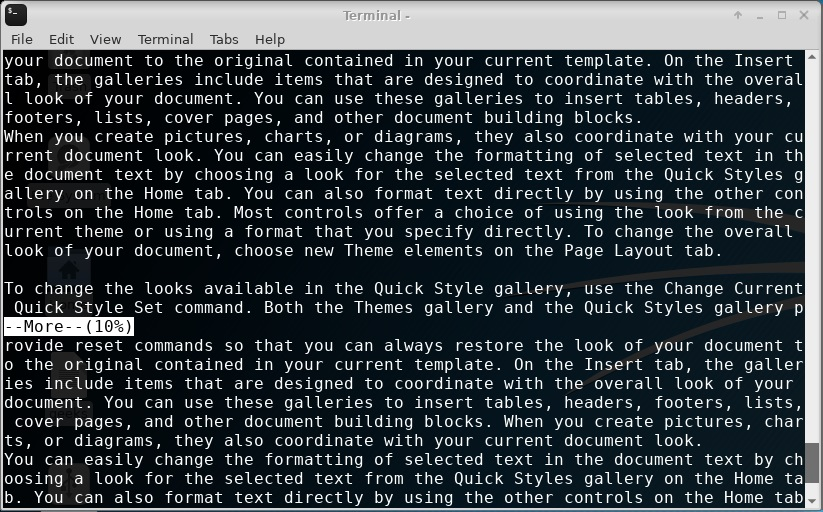 Terminal -
File Edit View Terminal Tabs Help
your document to the original contained in your current template. On the Insert
tab, the galleries include items that are designed to coordinate with the overal
l look of your document. You can use these galleries to insert tables, headers,
footers, lists, cover pages, and other document building blocks.
When you create pictures, charts, or diagrams, they also coordinate with your cu
rrent document look. You can easily change the formatting of selected text in th
e document text by choosing a look for the selected text from the Quick Styles g
allery on the Home tab. You can also format text directly by using the other con
trols on the Home tab. Most controls offer a choice of using the look from the c
urrent theme or using a format that you specify directly. To change the overall
look of your document, choose new Theme elements on the Page Layout tab.
To change the looks available in the Quick Style gallery, use the Change Current
Quick Style Set command. Both the Themes gallery and the Quick Styles gallery p
--More--(10%)
rovide reset commands so that you can always restore the look of your document t
o the original contained in your current template. On the Insert tab, the galler
ies include items that are designed to coordinate with the overall look of your
document. You can use these galleries to insert tables, headers, footers, lists,
cover pages, and other document building blocks. When you create pictures, char
ts, or diagrams, they also coordinate with your current document look.
You can easily change the formatting of selected text in the document text by ch
oosing a look for the selected text from the Quick Styles gallery on the Home ta
b. You can also format text directly by using the other controls on the Home tab